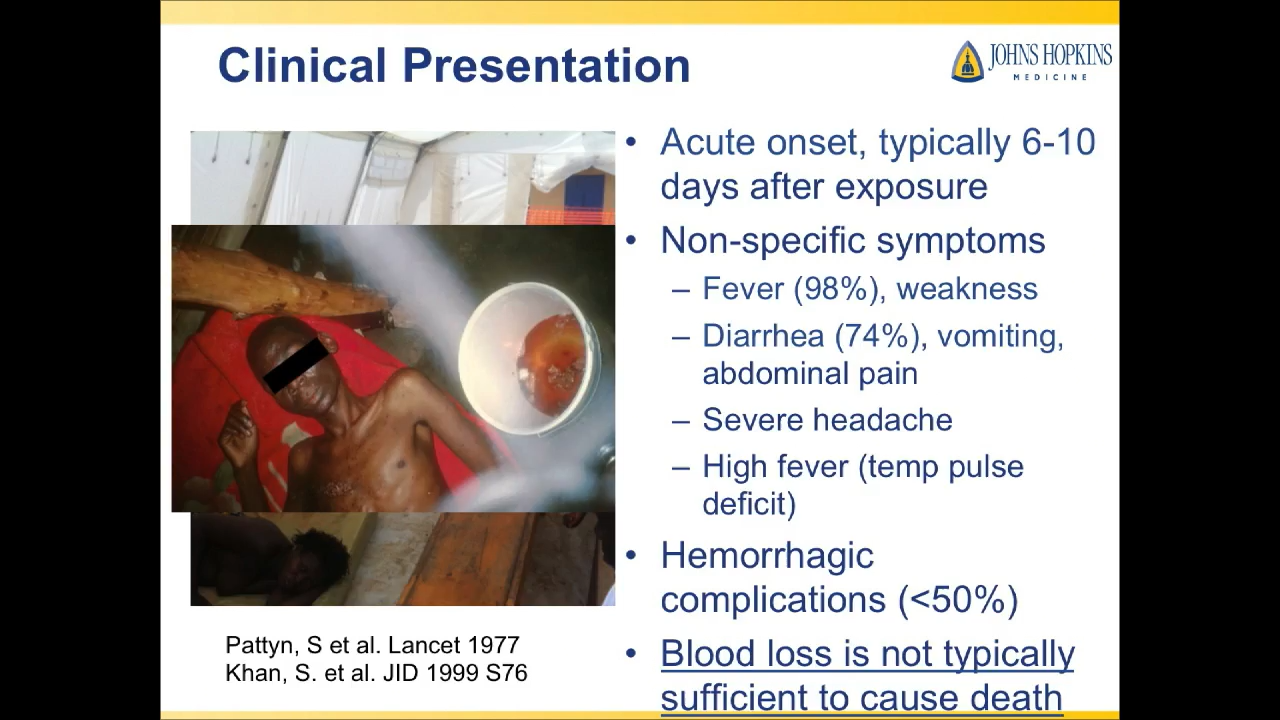 Clinical Presentation
JOHNS HOPKINS
MEDICINE
• Acute onset, typically 6-10
days after exposure
• Non-specific symptoms
– Fever (98%), weakness
– Diarrhea (74%), vomiting,
abdominal pain
– Severe headache
– High fever (temp pulse
deficit)
• Hemorrhagic
complications (<50%)
• Blood loss is not typically
sufficient to cause death
Pattyn, S et al. Lancet 1977
Khan, S. et al. JID 1999 S76